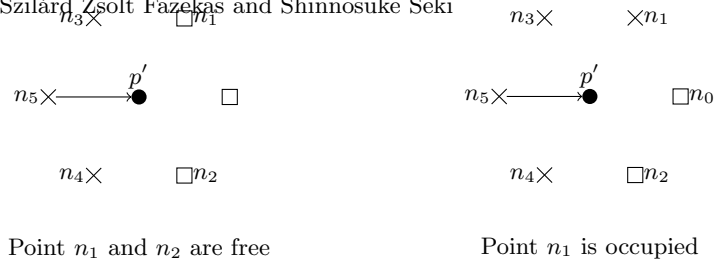 Szilárd Zsolt Fazekas and Shinnosuke Seki
n₃ n₁ n₃ n₁
p′ p′
n₅ n₅ n₀
n₄ n₂ n₄ n₂
Point n₁ and n₂ are free Point n₁ is occupied